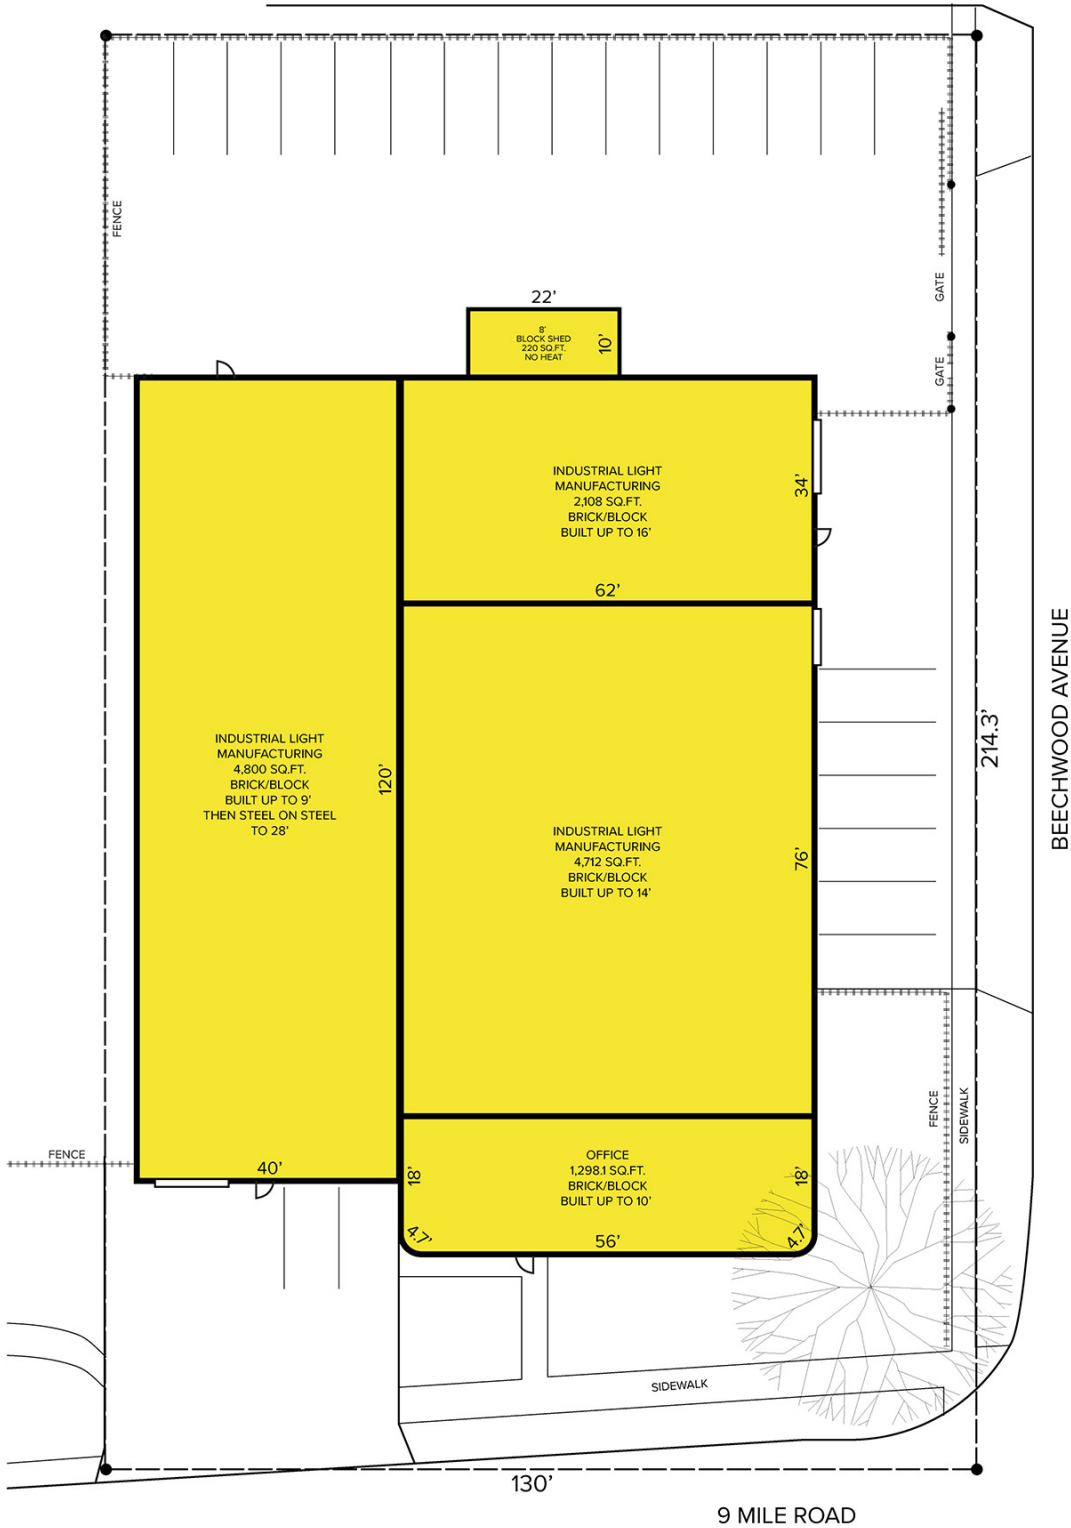 FENCE
22’
8’
BLOCK SHED
220 SQ.FT.
NO HEAT
10’
GATE
GATE
INDUSTRIAL LIGHT
MANUFACTURING
2,108 SQ.FT.
BRICK/BLOCK
BUILT UP TO 16’
34’
62’
INDUSTRIAL LIGHT
MANUFACTURING
4,800 SQ.FT.
BRICK/BLOCK
BUILT UP TO 9’
THEN STEEL ON STEEL
TO 28’
120’
INDUSTRIAL LIGHT
MANUFACTURING
4,712 SQ.FT.
BRICK/BLOCK
BUILT UP TO 14’
76’
214.3’
BEECHWOOD AVENUE
FENCE
SIDEWALK
FENCE
40’
OFFICE
1,298.1 SQ.FT.
BRICK/BLOCK
BUILT UP TO 10’
18’
18’
4.7’
56’
4.7’
SIDEWALK
130’
9 MILE ROAD